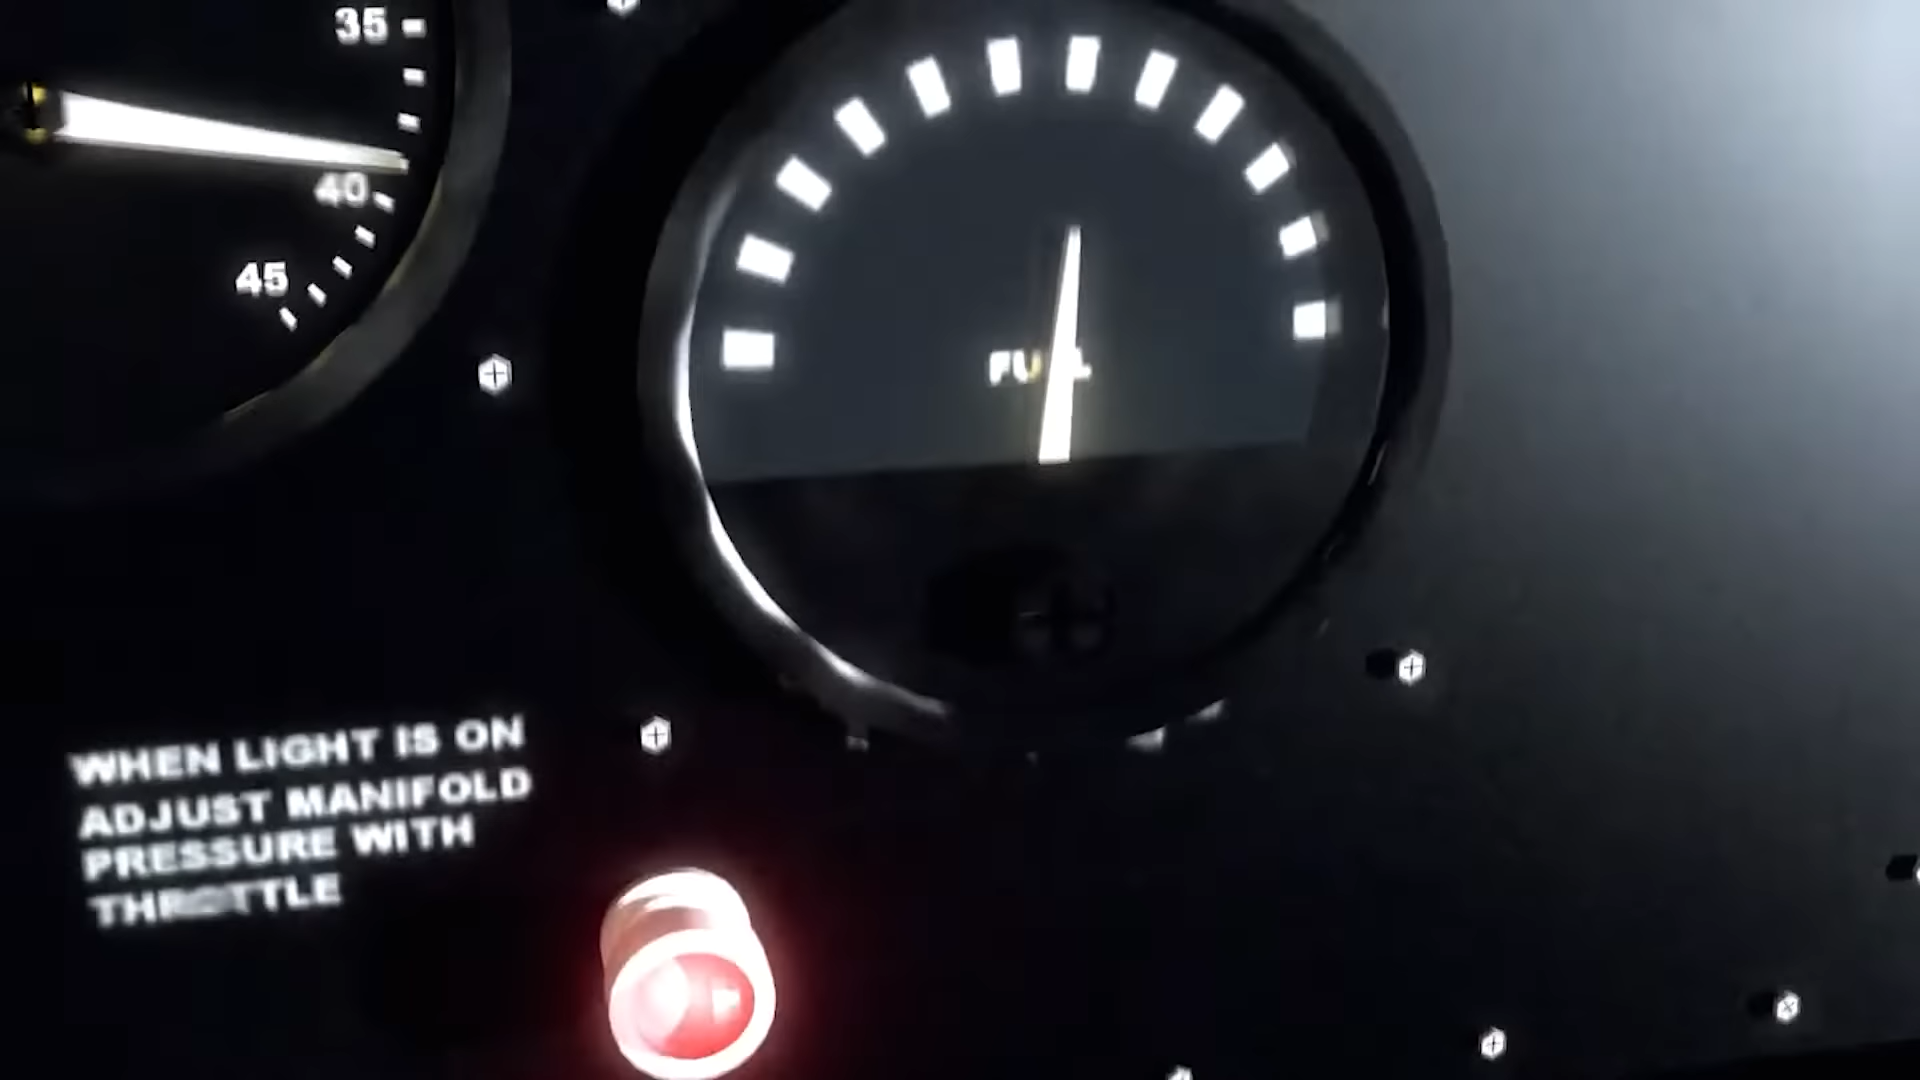 35
40
45
FUEL
WHEN LIGHT IS ON
ADJUST MANIFOLD
PRESSURE WITH
THROTTLE